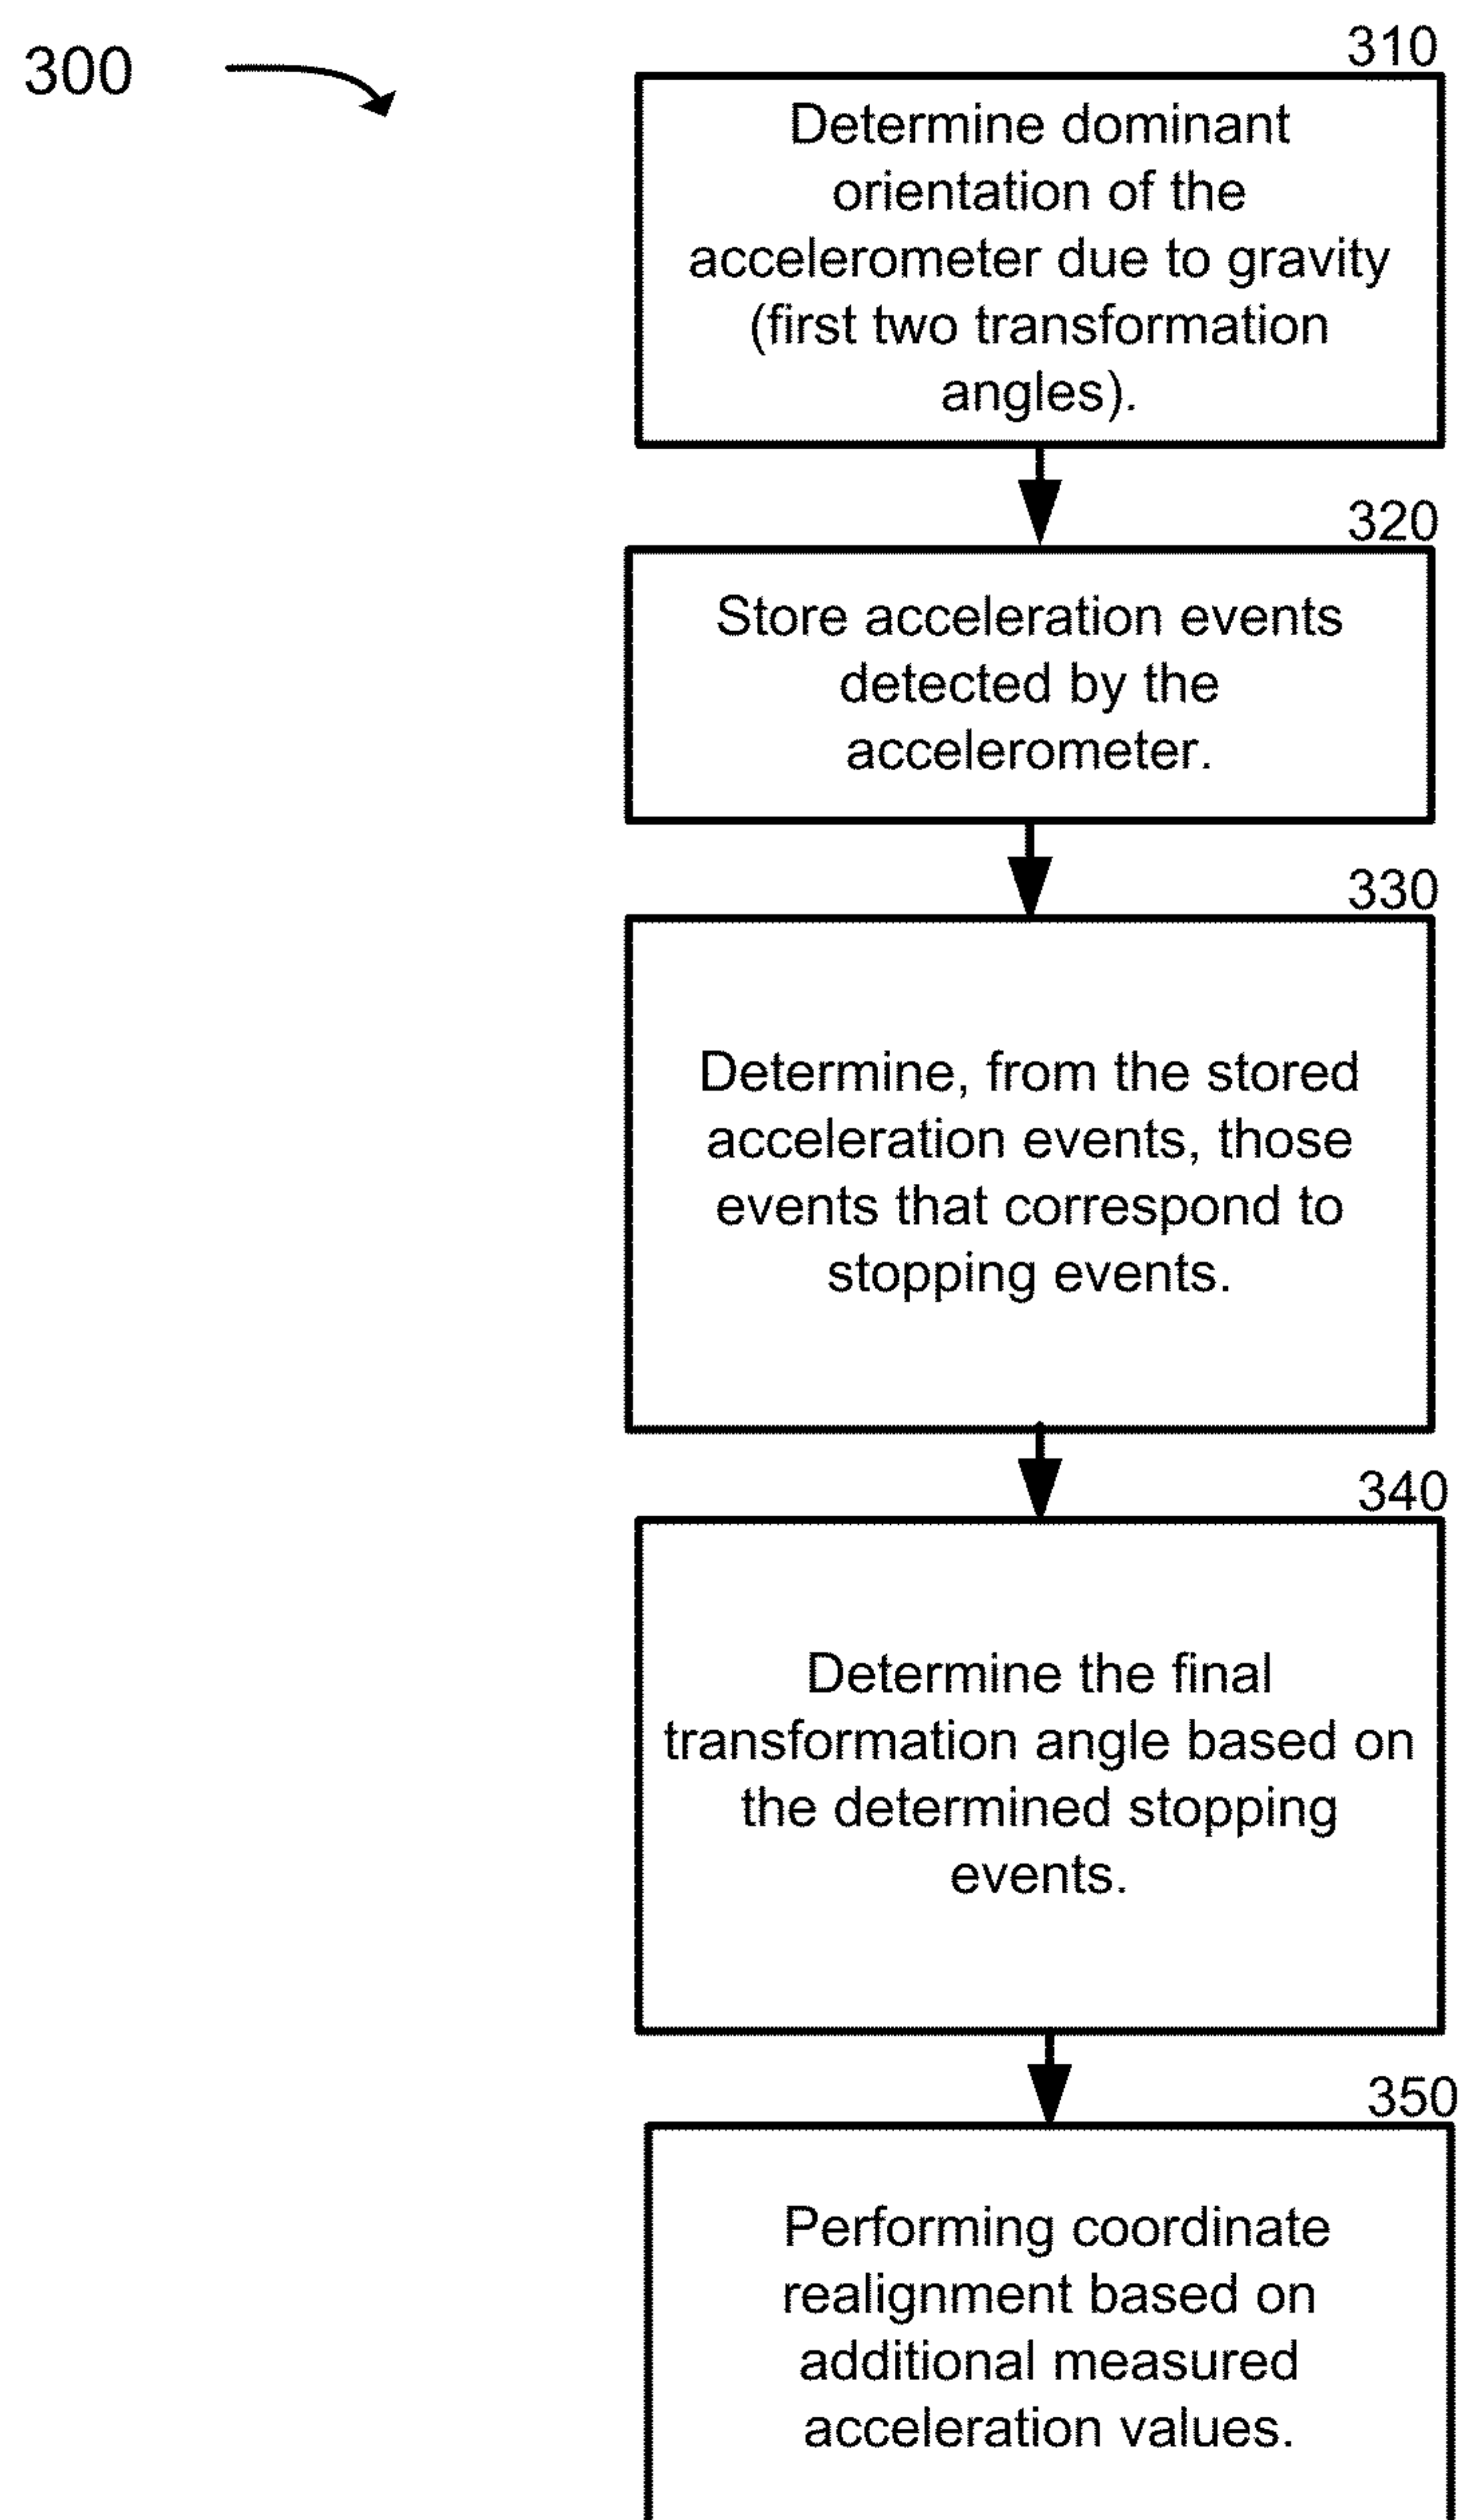 300
310
Determine dominant
orientation of the
accelerometer due to gravity
(first two transformation
angles).
320
Store acceleration events
detected by the
accelerometer.
330
Determine, from the stored
acceleration events, those
events that correspond to
stopping events.
340
Determine the final
transformation angle based on
the determined stopping
events.
350
Performing coordinate
realignment based on
additional measured
acceleration values.